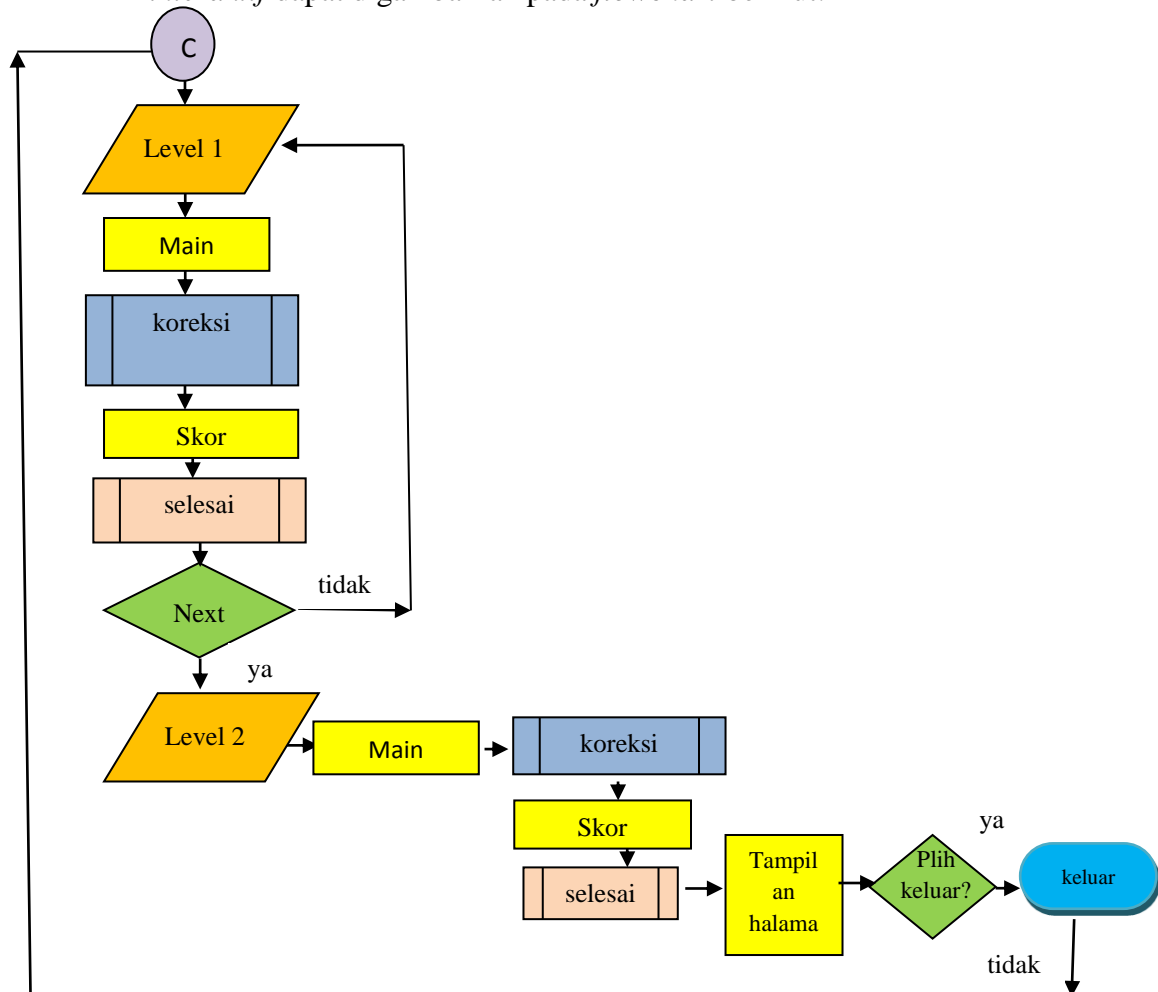 C
Level 1
Main
koreksi
Skor
selesai
tidak
Next
ya
Level 2
Main
koreksi
Skor
selesai
Tampil
an
halama
ya
Plih
keluar?
keluar
tidak